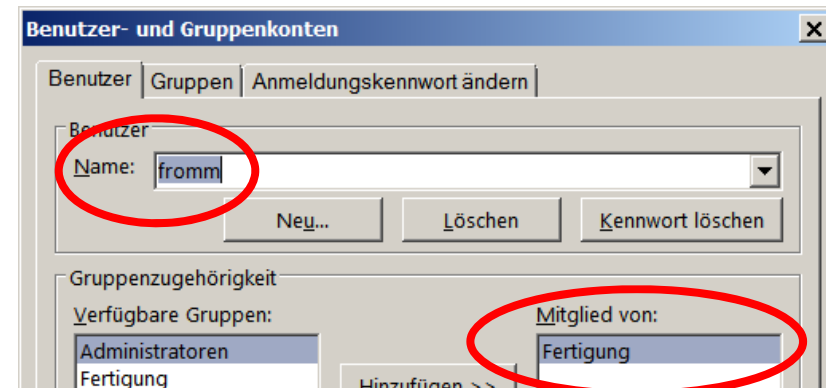 Benutzer- und Gruppenkonten
Benutzer Gruppen Anmeldungskennwort ändern
Benutzer
Name: fromm
Neu... Löschen Kennwort löschen
Gruppenzugehörigkeit
Verfügbare Gruppen: Mitglied von:
Administratoren Fertigung
Fertigung Hinzufügen >>